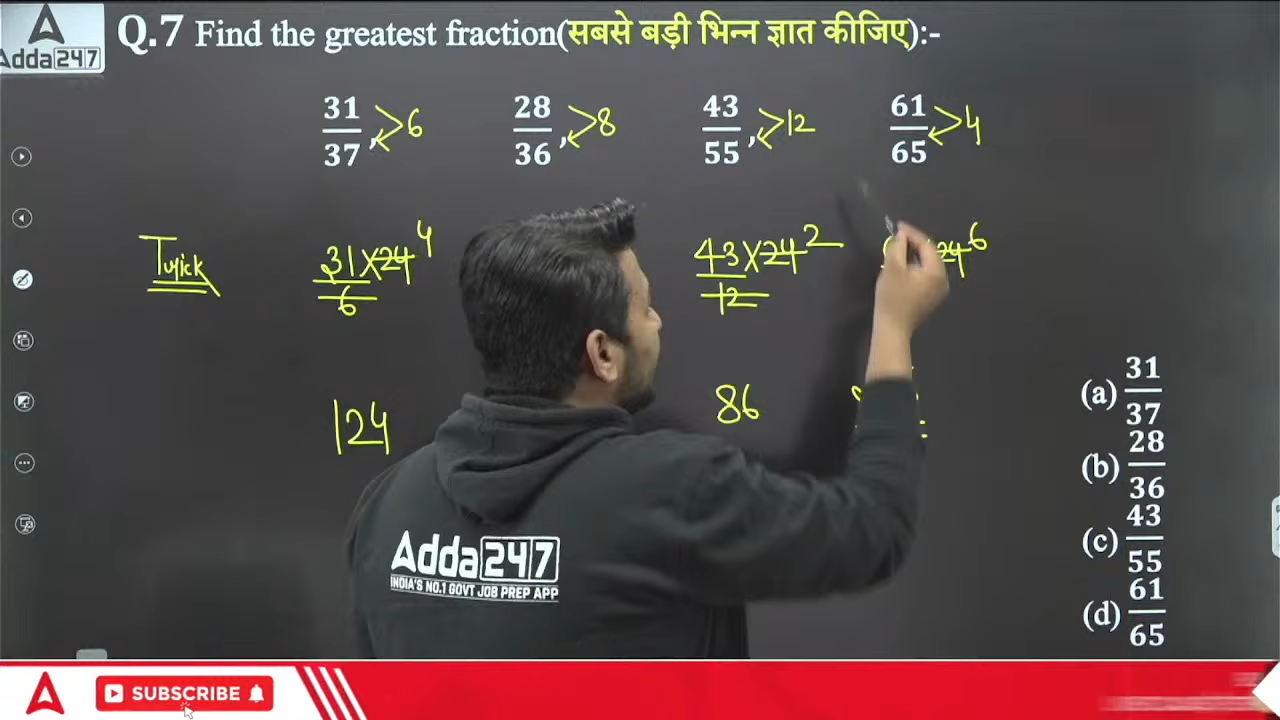 Adda247
Q.7 Find the greatest fraction(सबसे बड़ी भिन्न ज्ञात कीजिए):-
31/37, > 6 28/36, > 8 43/55, > 12 61/65 > 4
Trick 31×24 4 / 6 43×24 2 / 12 24 6
124 86
(a) 31/37
(b) 28/36
(c) 43/55
(d) 61/65
Adda247
INDIA'S NO.1 GOVT JOB PREP APP
SUBSCRIBE